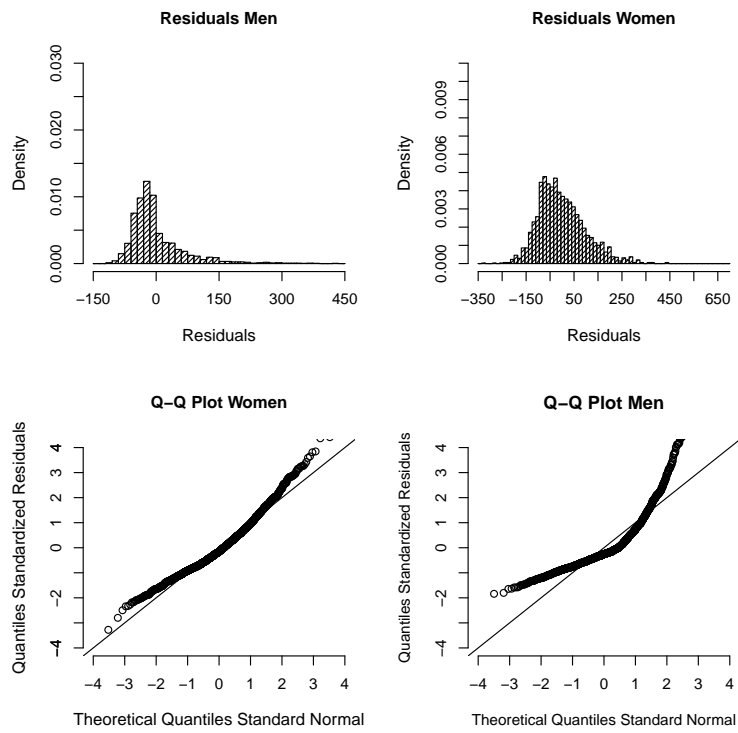 Residuals Men
Density
0.000 0.010 0.020 0.030
−150 0 150 300 450
Residuals
Residuals Women
Density
0.000 0.003 0.006 0.009
−350 −150 50 250 450 650
Residuals
Q−Q Plot Women
Quantiles Standardized Residuals
−4 −2 0 1 2 3 4
−4 −3 −2 −1 0 1 2 3 4
Theoretical Quantiles Standard Normal
Q−Q Plot Men
Quantiles Standardized Residuals
−4 −2 0 1 2 3 4
−4 −3 −2 −1 0 1 2 3 4
Theoretical Quantiles Standard Normal